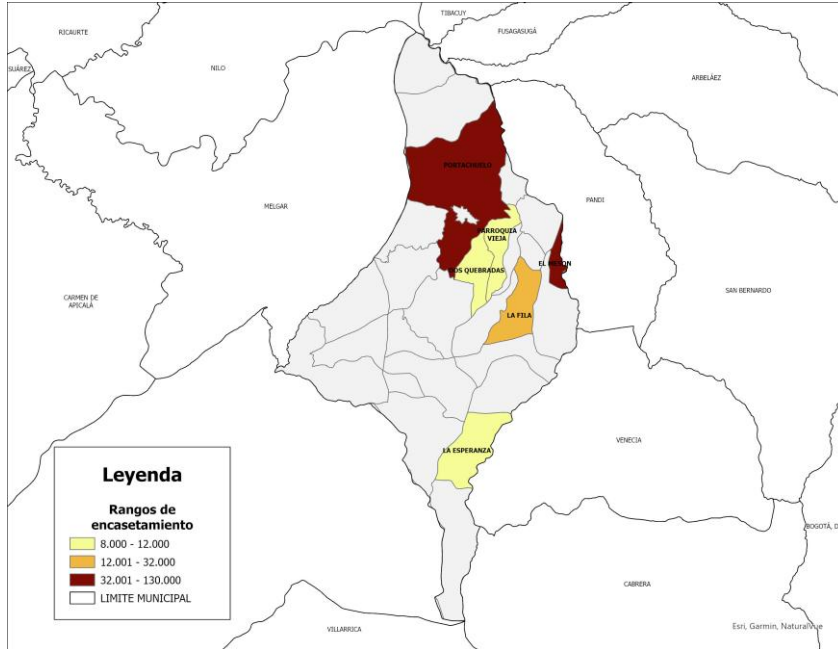 TIBACUY
FUSAGASUGÁ
RICAURTE
SUÁREZ
NILO
ARBELÁEZ
PORTACHUELO
MELGAR
PANDI
PARROQUIA
VIEJA
EL MESON
DOS QUEBRADAS
SAN BERNARDO
CARMEN DE
APICALÁ
LA FILA
VENECIA
LA ESPERANZA
Leyenda
Rangos de
encasetamiento
8.000 - 12.000
12.001 - 32.000
32.001 - 130.000
LIMITE MUNICIPAL
BOGOTÁ, D
CABRERA
VILLARRICA
Esri, Garmin, NaturalVue